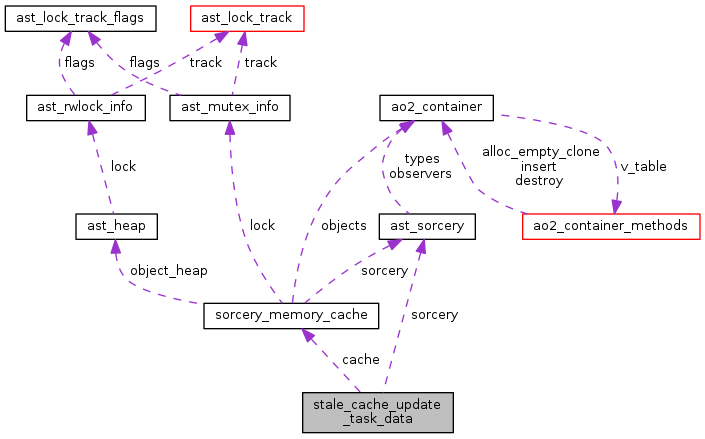 ast_lock_track_flags
ast_lock_track
flags
flags
track
track
ast_rwlock_info
ast_mutex_info
ao2_container
types
observers
alloc_empty_clone
insert
destroy
v_table
lock
lock
objects
ast_heap
ast_sorcery
ao2_container_methods
object_heap
sorcery
sorcery_memory_cache
sorcery
cache
stale_cache_update
_task_data